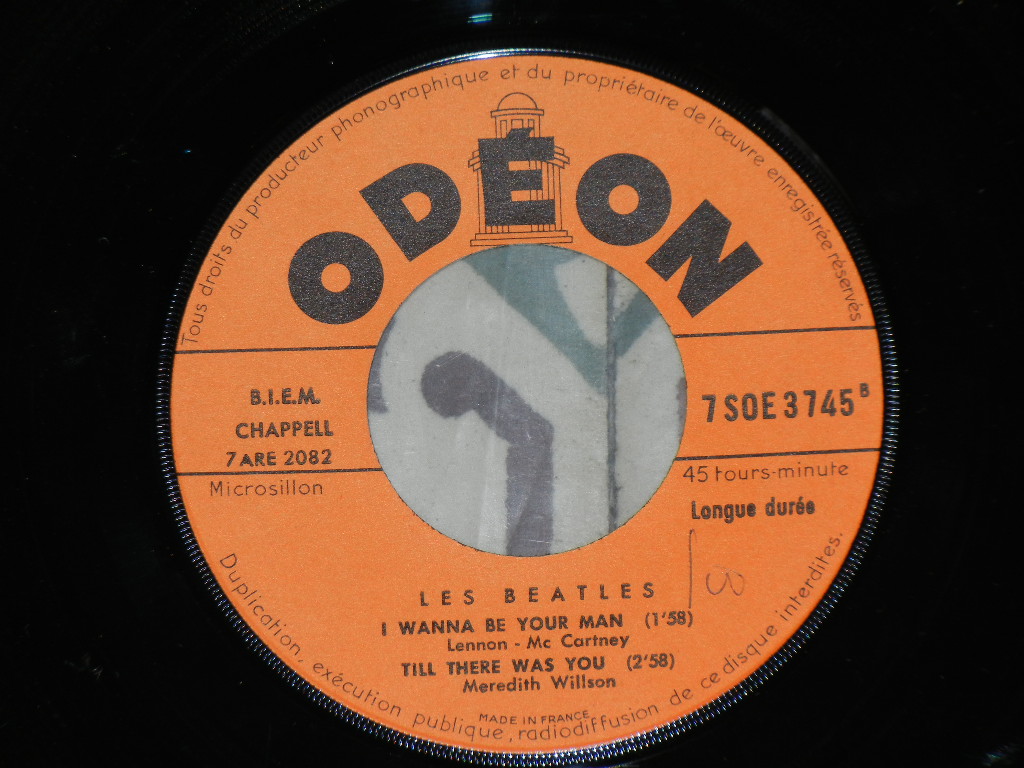 Tous droits du producteur phonographique et du propriétaire de l'œuvre enregistrée réservés
ODÉON
B.I.E.M.
CHAPPELL
7 ARE 2082
7 SOE 3745 B
Microsillon
45 tours-minute
Longue durée
LES BEATLES
I WANNA BE YOUR MAN (1'58)
Lennon - Mc Cartney
TILL THERE WAS YOU (2'58)
Meredith Willson
MADE IN FRANCE
Duplication, exécution publique, radiodiffusion de ce disque interdites.